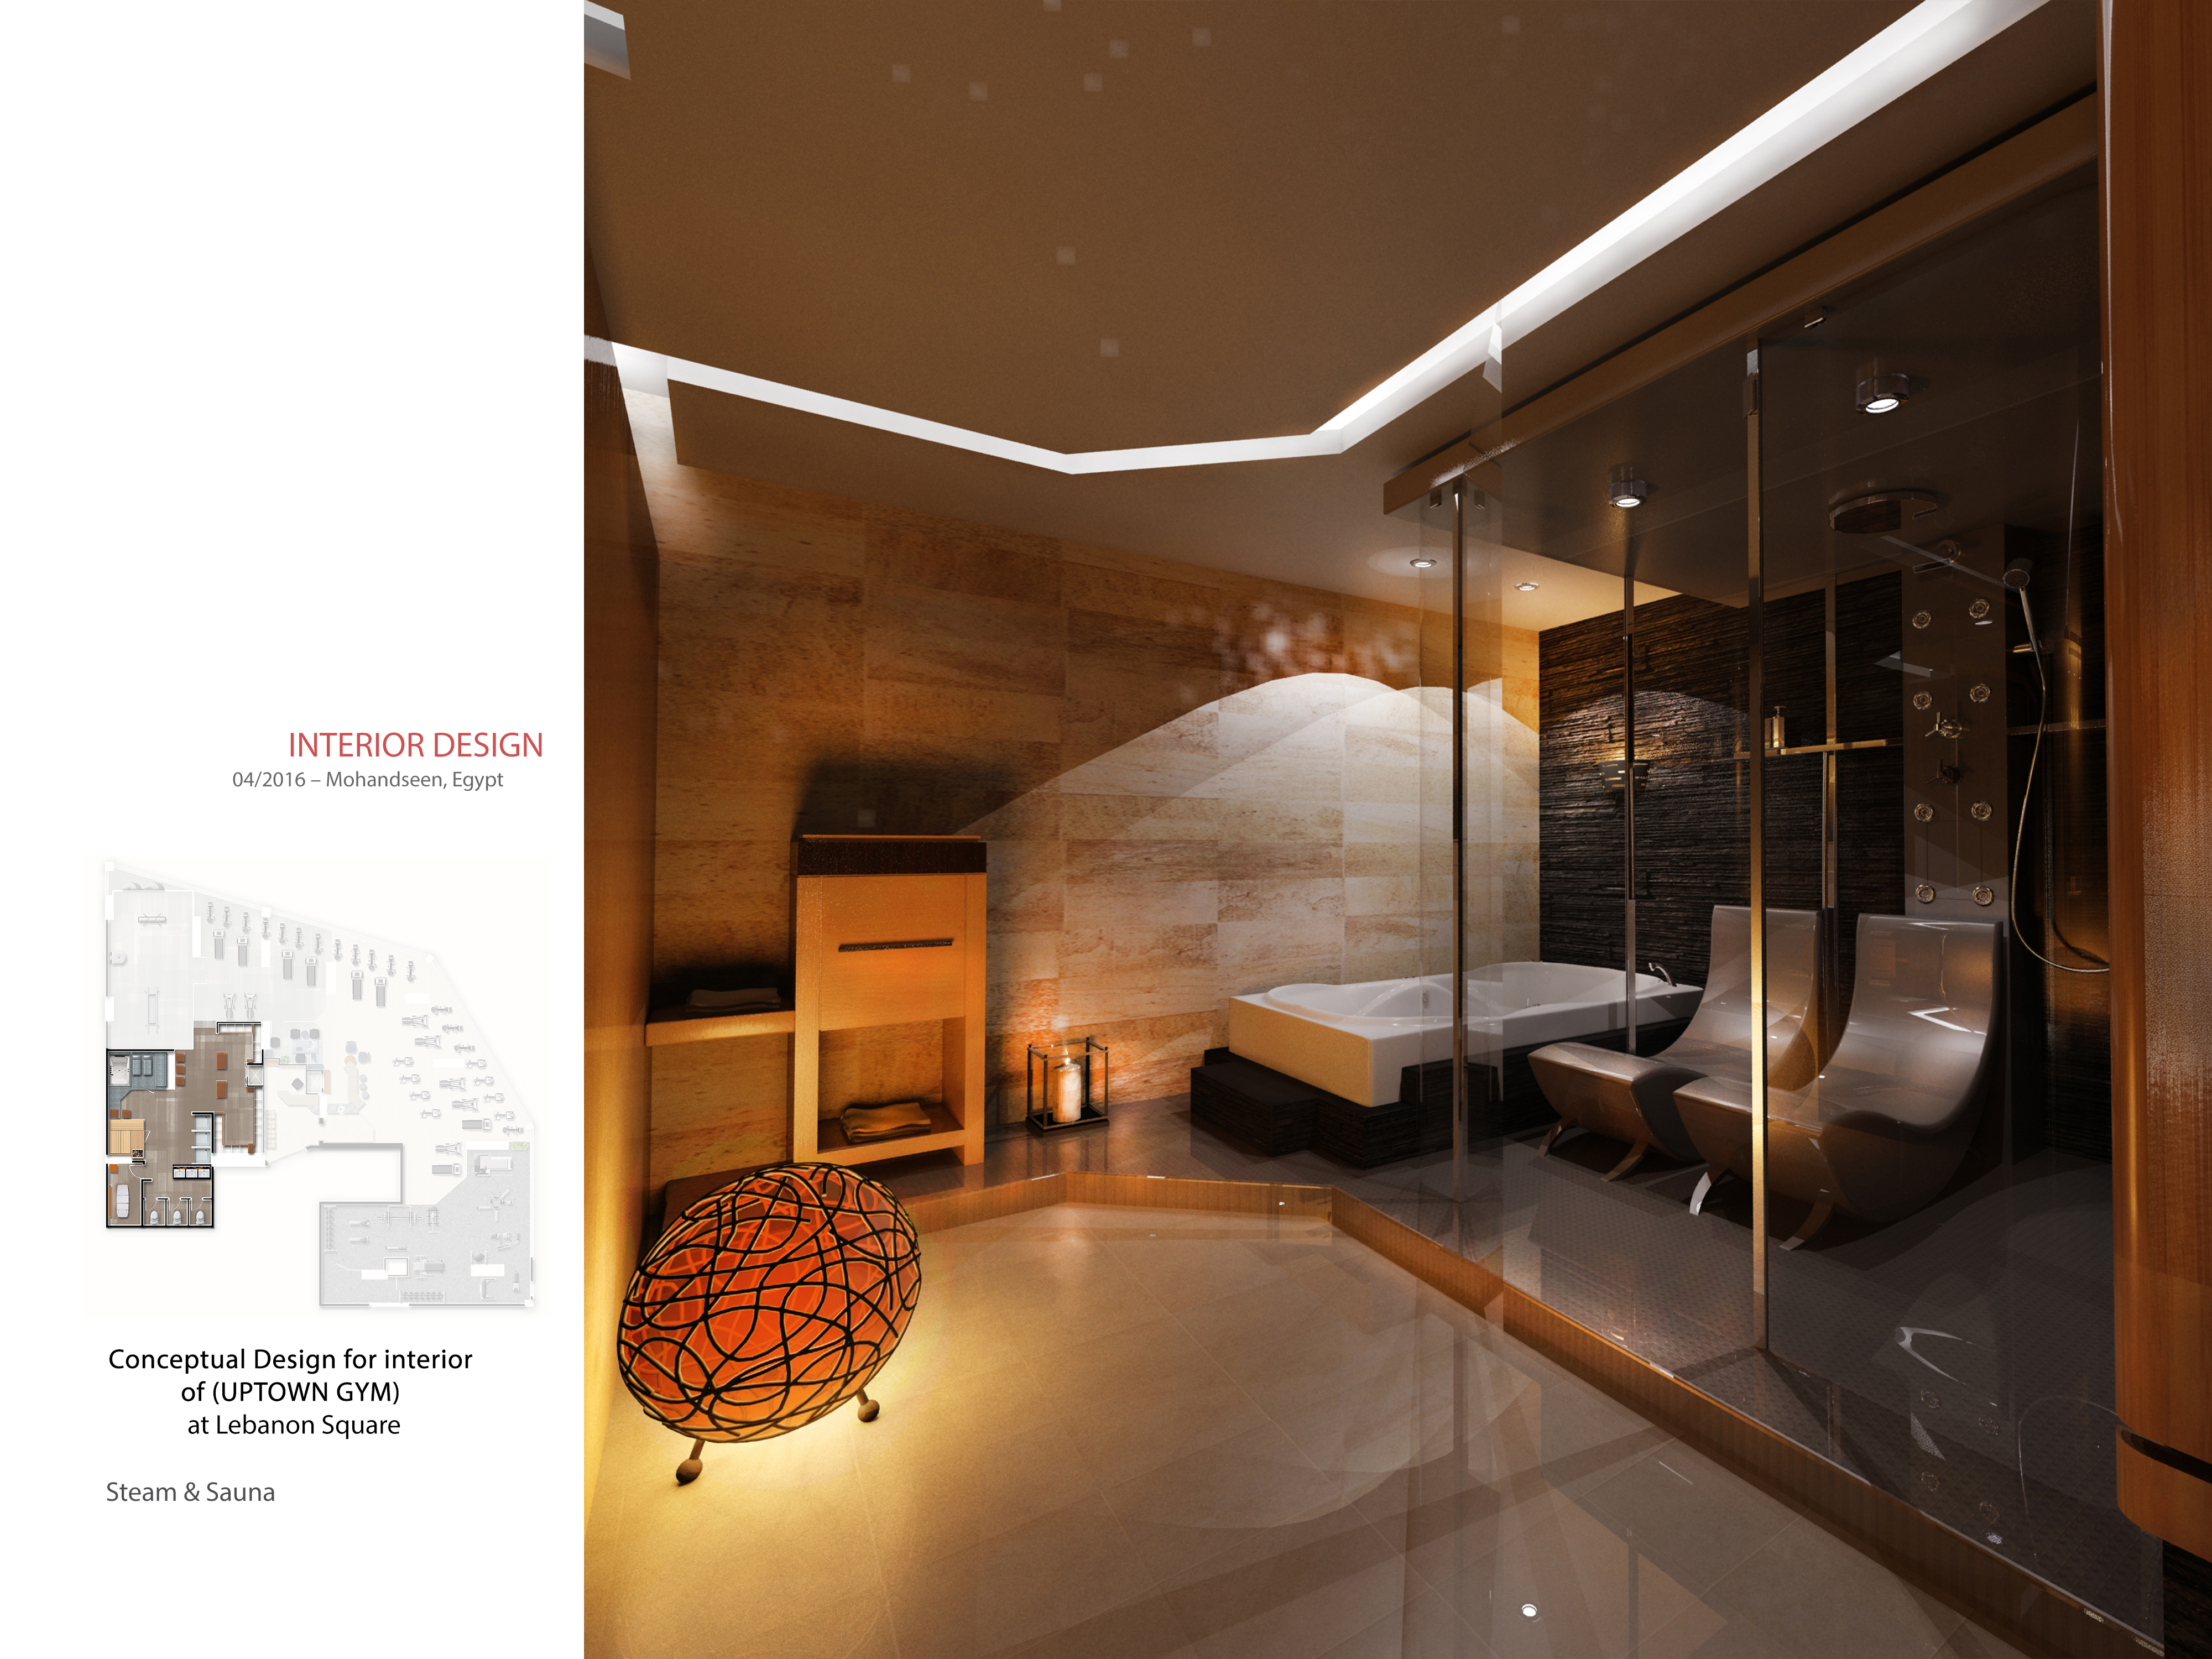 INTERIOR DESIGN
04/2016 – Mohandseen, Egypt
Conceptual Design for interior
of (UPTOWN GYM)
at Lebanon Square
Steam & Sauna